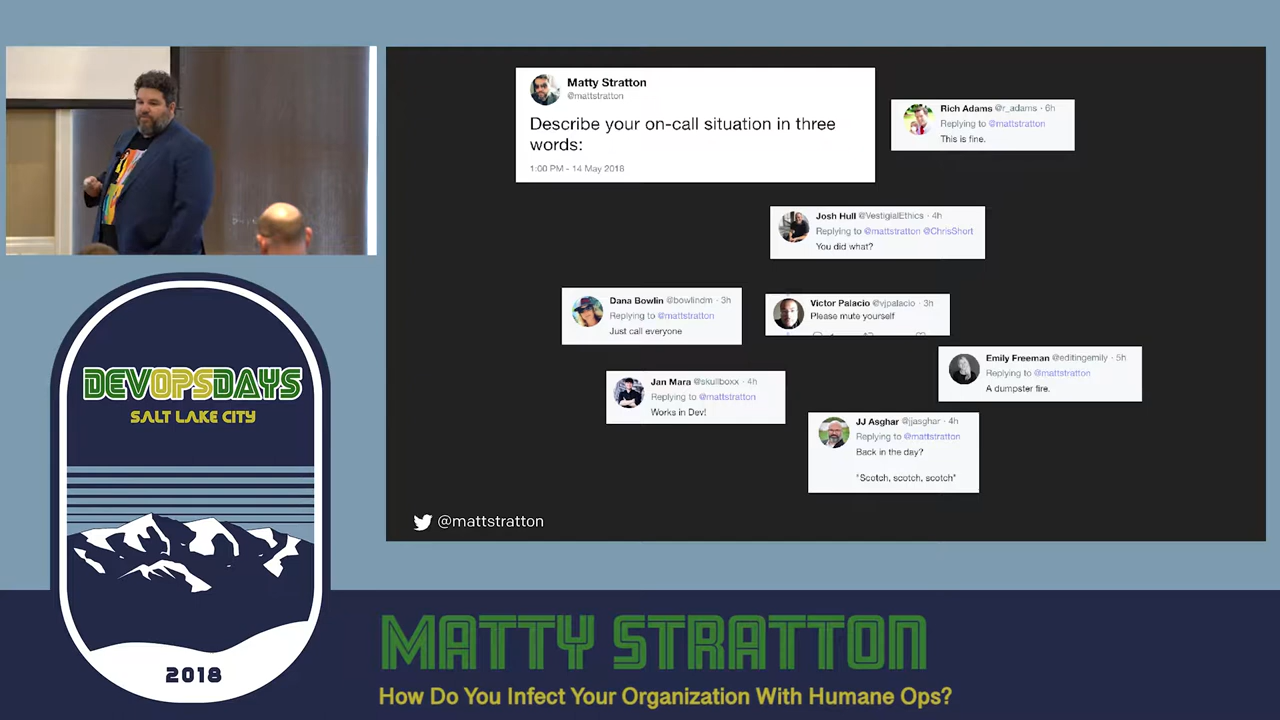 Matty Stratton
@mattstratton
Describe your on-call situation in three
words:
1:00 PM - 14 May 2018
Rich Adams @r_adams · 6h
Replying to @mattstratton
This is fine.
Josh Hull @VestigialEthics · 4h
Replying to @mattstratton @ChrisShort
You did what?
Dana Bowlin @bowlindm · 3h
Replying to @mattstratton
Just call everyone
Victor Palacio @vjpalacio · 3h
Please mute yourself
Emily Freeman @editingemily · 5h
Replying to @mattstratton
A dumpster fire.
Jan Mara @skullboxx · 4h
Replying to @mattstratton
Works in Dev!
JJ Asghar @jjasghar · 4h
Replying to @mattstratton
Back in the day?
*Scotch, scotch, scotch*
@mattstratton
DEVOPSDAYS
SALT LAKE CITY
2018
MATTY STRATTON
How Do You Infect Your Organization With Humane Ops?